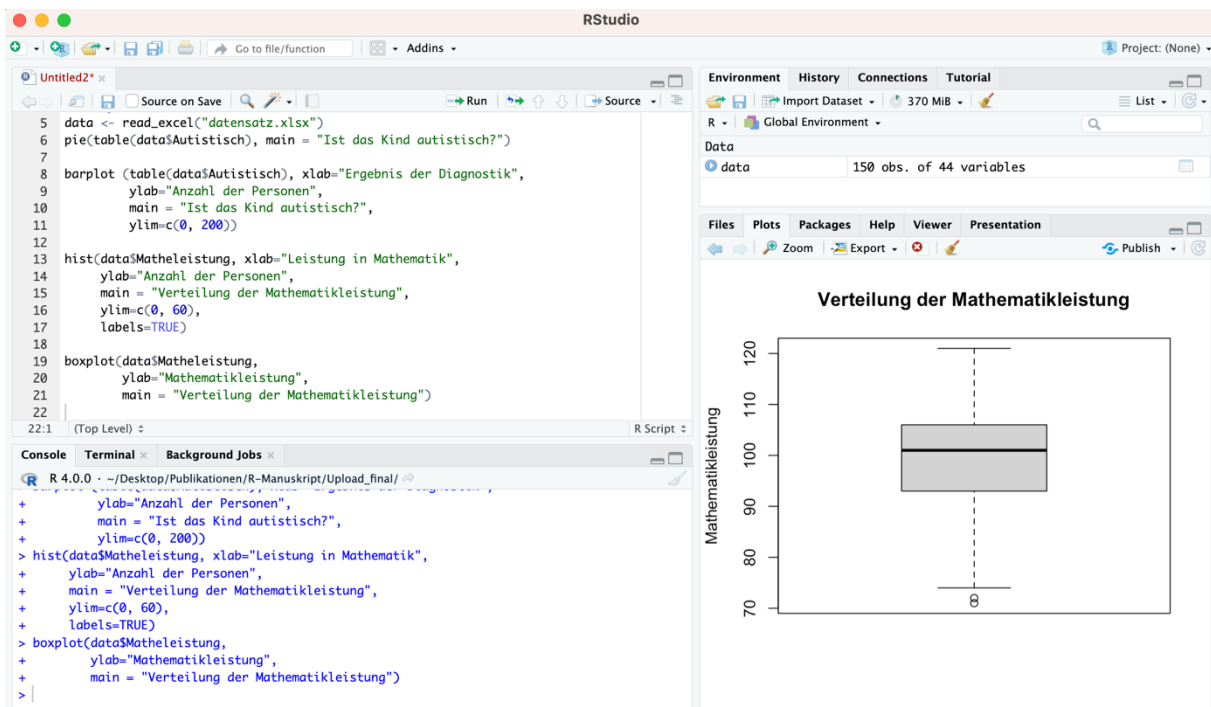 RStudio
Go to file/function
Addins
Project: (None)
Untitled2*
Source on Save
Run
Source
5 data <- read_excel("datensatz.xlsx")
6 pie(table(data$Autistisch), main = "Ist das Kind autistisch?")
7
8 barplot (table(data$Autistisch), xlab="Ergebnis der Diagnostik",
9 ylab="Anzahl der Personen",
10 main = "Ist das Kind autistisch?",
11 ylim=c(0, 200))
12
13 hist(data$Matheleistung, xlab="Leistung in Mathematik",
14 ylab="Anzahl der Personen",
15 main = "Verteilung der Mathematikleistung",
16 ylim=c(0, 60),
17 labels=TRUE)
18
19 boxplot(data$Matheleistung,
20 ylab="Mathematikleistung",
21 main = "Verteilung der Mathematikleistung")
22
22:1 (Top Level) R Script
Console Terminal Background Jobs
R 4.0.0 · ~/Desktop/Publikationen/R-Manuskript/Upload_final/
+ ylab="Anzahl der Personen",
+ main = "Ist das Kind autistisch?",
+ ylim=c(0, 200))
> hist(data$Matheleistung, xlab="Leistung in Mathematik",
+ ylab="Anzahl der Personen",
+ main = "Verteilung der Mathematikleistung",
+ ylim=c(0, 60),
+ labels=TRUE)
> boxplot(data$Matheleistung,
+ ylab="Mathematikleistung",
+ main = "Verteilung der Mathematikleistung")
>
Environment History Connections Tutorial
Import Dataset 370 MiB List
R Global Environment
Data
data 150 obs. of 44 variables
Files Plots Packages Help Viewer Presentation
Zoom Export Publish
Verteilung der Mathematikleistung
Mathematikleistung
120
110
100
90
80
70